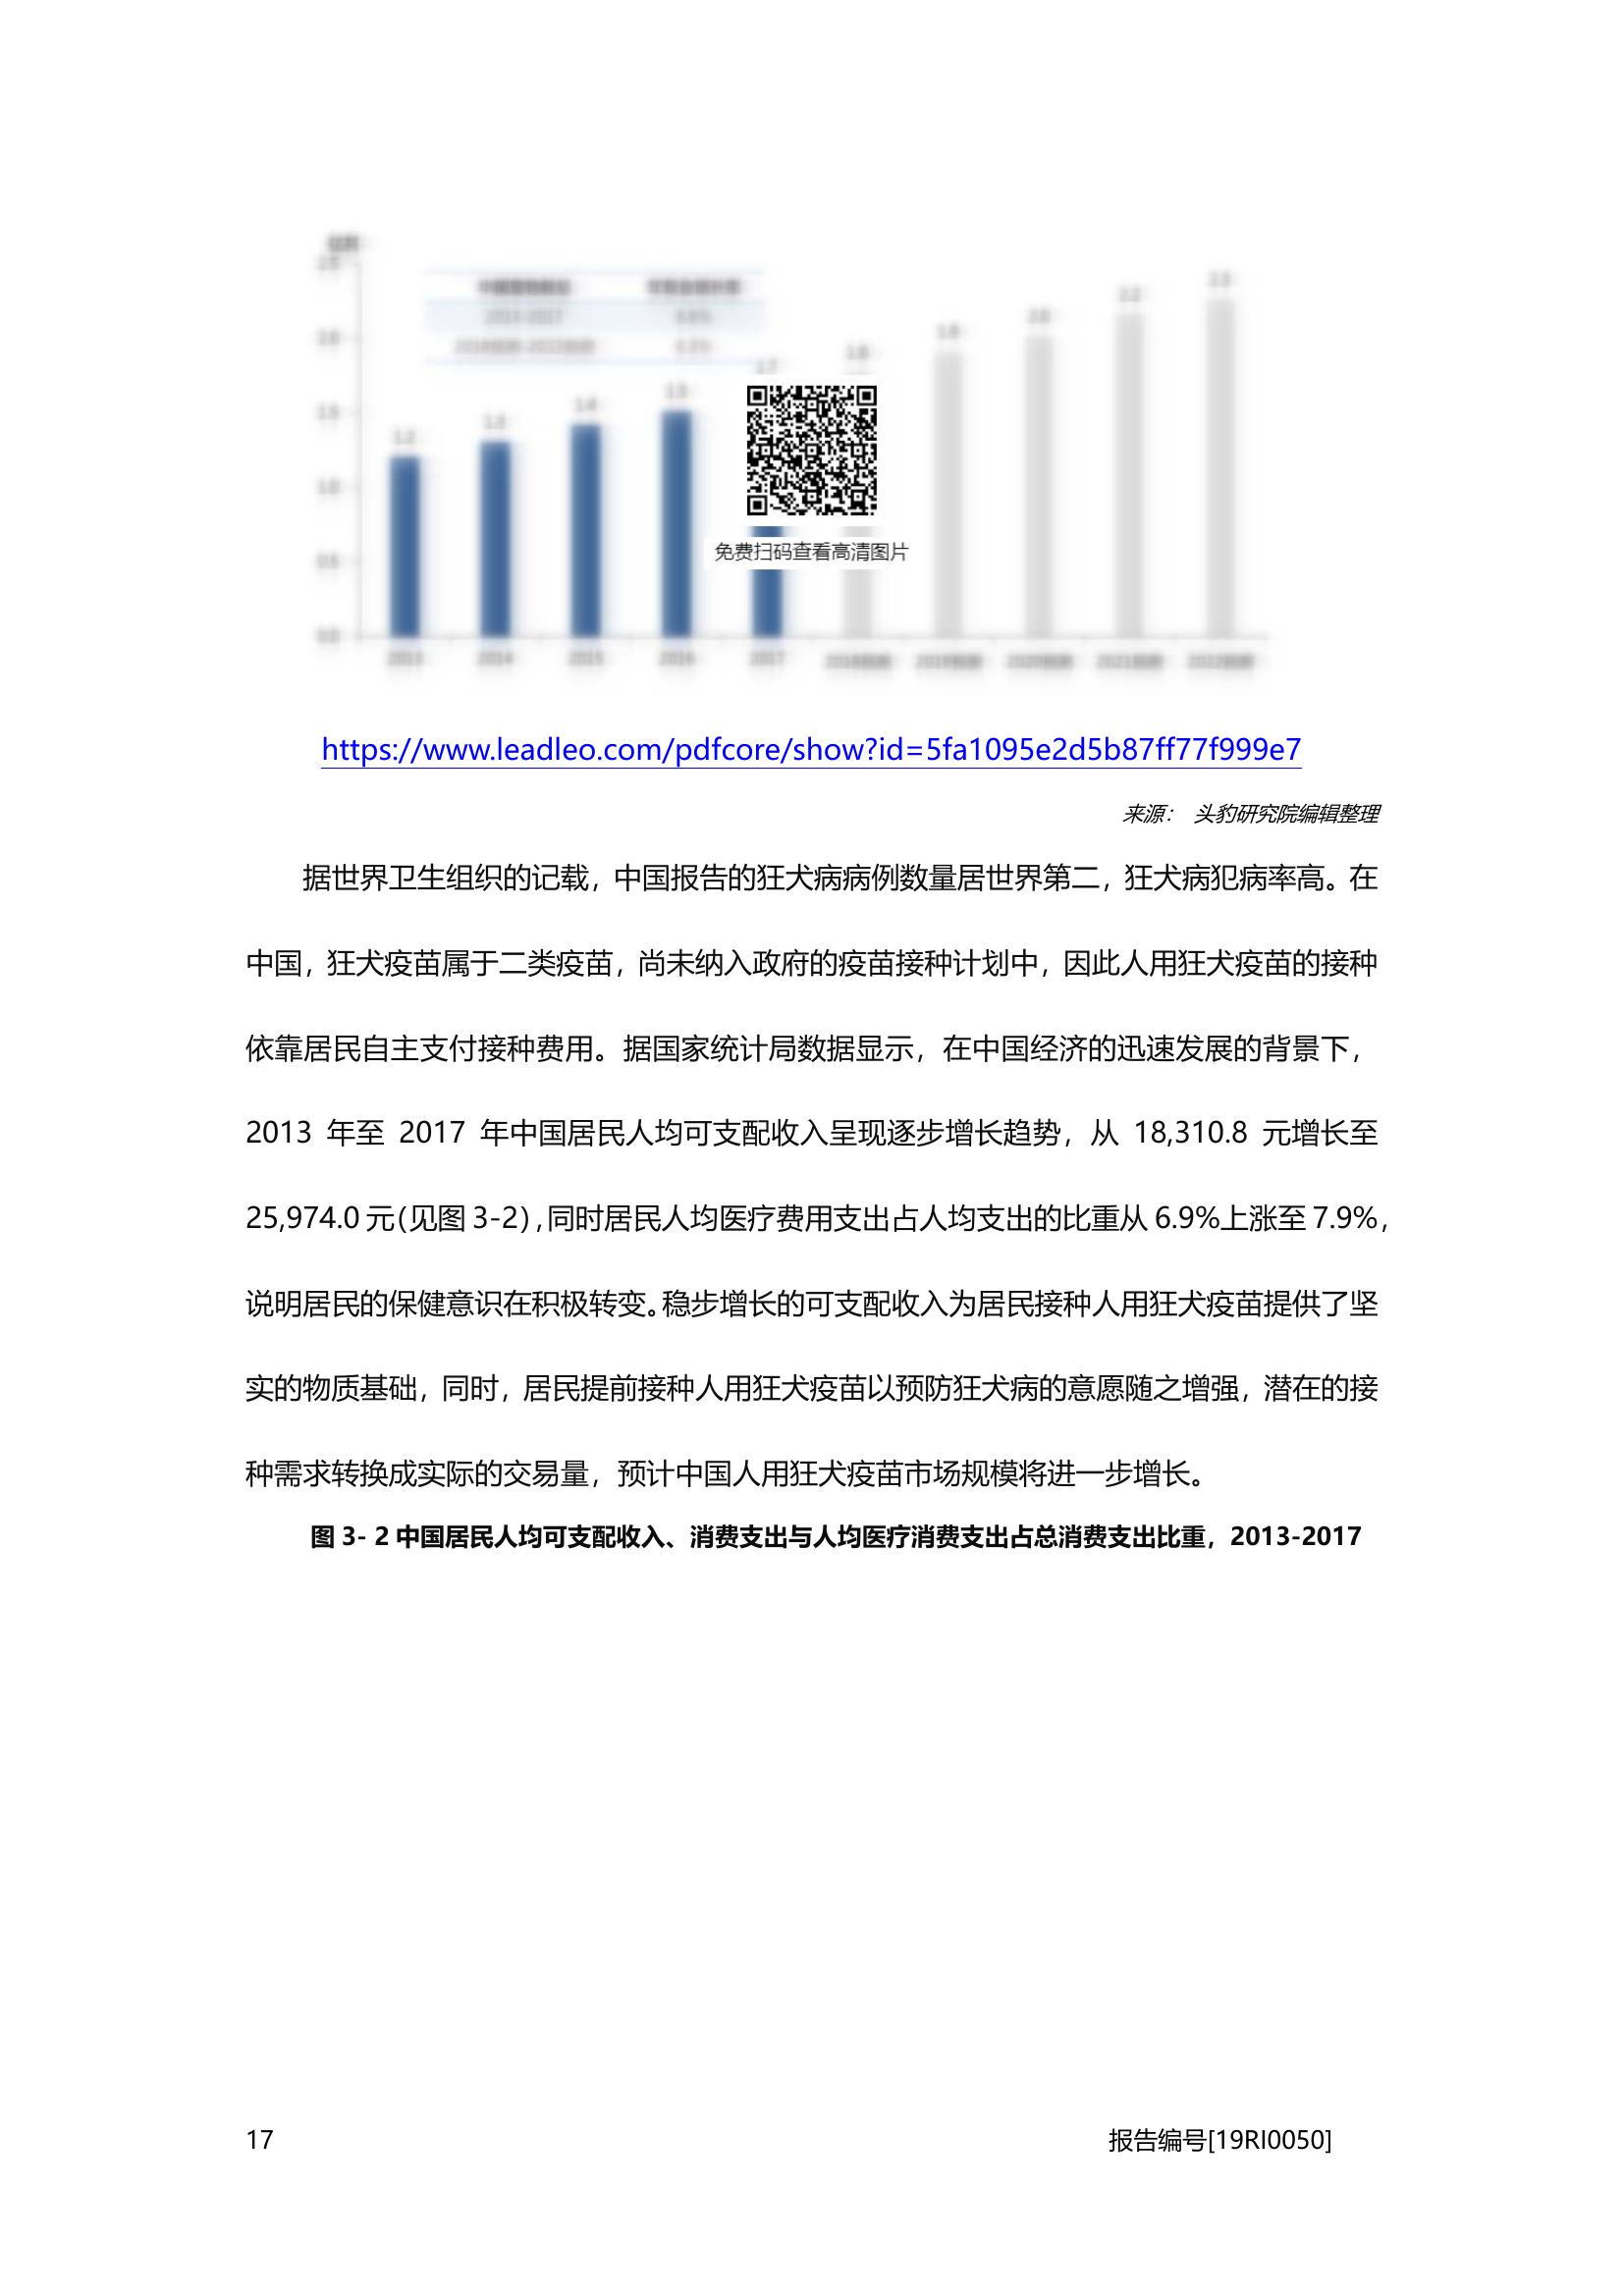 免费扫码查看高清图片
https://www.leadleo.com/pdfcore/show?id=5fa1095e2d5b87ff77f999e7
来源： 头豹研究院编辑整理
据世界卫生组织的记载，中国报告的狂犬病病例数量居世界第二，狂犬病犯病率高。在
中国，狂犬疫苗属于二类疫苗，尚未纳入政府的疫苗接种计划中，因此人用狂犬疫苗的接种
依靠居民自主支付接种费用。据国家统计局数据显示，在中国经济的迅速发展的背景下，
2013 年至 2017 年中国居民人均可支配收入呈现逐步增长趋势，从 18,310.8 元增长至
25,974.0 元(见图 3-2)，同时居民人均医疗费用支出占人均支出的比重从 6.9%上涨至 7.9%，
说明居民的保健意识在积极转变。稳步增长的可支配收入为居民接种人用狂犬疫苗提供了坚
实的物质基础，同时，居民提前接种人用狂犬疫苗以预防狂犬病的意愿随之增强，潜在的接
种需求转换成实际的交易量，预计中国人用狂犬疫苗市场规模将进一步增长。
图 3- 2 中国居民人均可支配收入、消费支出与人均医疗消费支出占总消费支出比重，2013-2017
17 报告编号[19RI0050]